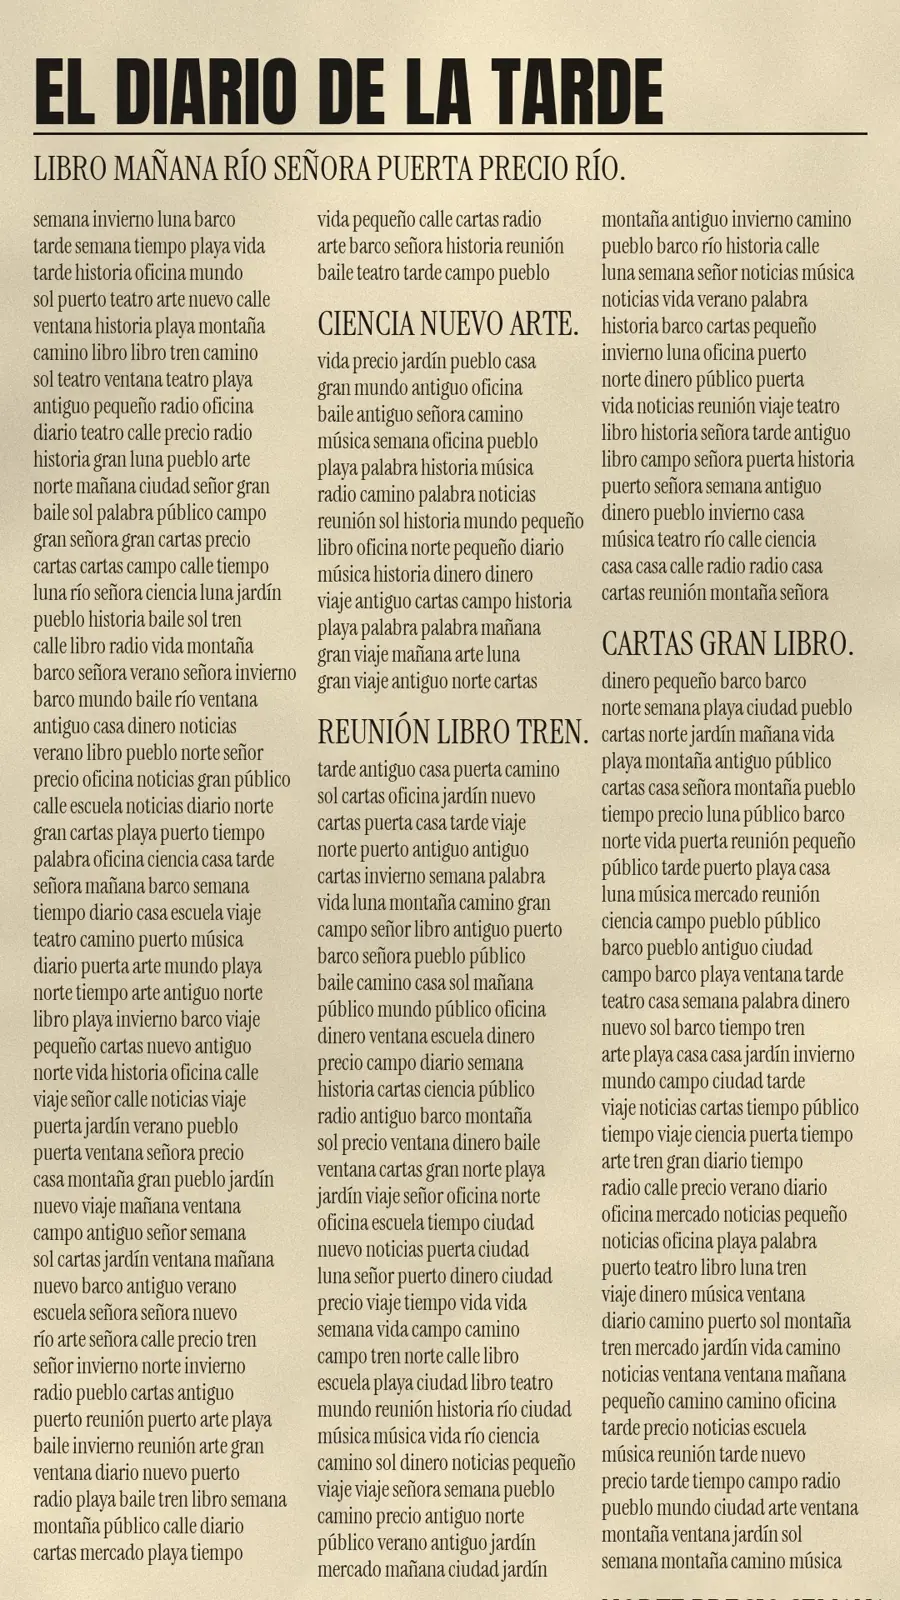 EL DIARIO DE LA TARDE
LIBRO MAÑANA RÍO SEÑORA PUERTA PRECIO RÍO.
semana invierno luna barco
tarde semana tiempo playa vida
tarde historia oficina mundo
sol puerto teatro arte nuevo calle
ventana historia playa montaña
camino libro libro tren camino
sol teatro ventana teatro playa
antiguo pequeño radio oficina
diario teatro calle precio radio
historia gran luna pueblo arte
norte mañana ciudad señor gran
baile sol palabra público campo
gran señora gran cartas precio
cartas cartas campo calle tiempo
luna río señora ciencia luna jardín
pueblo historia baile sol tren
calle libro radio vida montaña
barco señora verano señora invierno
barco mundo baile río ventana
antiguo casa dinero noticias
verano libro pueblo norte señor
precio oficina noticias gran público
calle escuela noticias diario norte
gran cartas playa puerto tiempo
palabra oficina ciencia casa tarde
señora mañana barco semana
tiempo diario casa escuela viaje
teatro camino puerto música
diario puerta arte mundo playa
norte tiempo arte antiguo norte
libro playa invierno barco viaje
pequeño cartas nuevo antiguo
norte vida historia oficina calle
viaje señor calle noticias viaje
puerta jardín verano pueblo
puerta ventana señora precio
casa montaña gran pueblo jardín
nuevo viaje mañana ventana
campo antiguo señor semana
sol cartas jardín ventana mañana
nuevo barco antiguo verano
escuela señora señora nuevo
río arte señora calle precio tren
señor invierno norte invierno
radio pueblo cartas antiguo
puerto reunión puerto arte playa
baile invierno reunión arte gran
ventana diario nuevo puerto
radio playa baile tren libro semana
montaña público calle diario
cartas mercado playa tiempo
vida pequeño calle cartas radio
arte barco señora historia reunión
baile teatro tarde campo pueblo
CIENCIA NUEVO ARTE.
vida precio jardín pueblo casa
gran mundo antiguo oficina
baile antiguo señora camino
música semana oficina pueblo
playa palabra historia música
radio camino palabra noticias
reunión sol historia mundo pequeño
libro oficina norte pequeño diario
música historia dinero dinero
viaje antiguo cartas campo historia
playa palabra palabra mañana
gran viaje mañana arte luna
gran viaje antiguo norte cartas
REUNIÓN LIBRO TREN.
tarde antiguo casa puerta camino
sol cartas oficina jardín nuevo
cartas puerta casa tarde viaje
norte puerto antiguo antiguo
cartas invierno semana palabra
vida luna montaña camino gran
campo señor libro antiguo puerto
barco señora pueblo público
baile camino casa sol mañana
público mundo público oficina
dinero ventana escuela dinero
precio campo diario semana
historia cartas ciencia público
radio antiguo barco montaña
sol precio ventana dinero baile
ventana cartas gran norte playa
jardín viaje señor oficina norte
oficina escuela tiempo ciudad
nuevo noticias puerta ciudad
luna señor puerto dinero ciudad
precio viaje tiempo vida vida
semana vida campo camino
campo tren norte calle libro
escuela playa ciudad libro teatro
mundo reunión historia río ciudad
música música vida río ciencia
camino sol dinero noticias pequeño
viaje viaje señora semana pueblo
camino precio antiguo norte
público verano antiguo jardín
mercado mañana ciudad jardín
montaña antiguo invierno camino
pueblo barco río historia calle
luna semana señor noticias música
noticias vida verano palabra
historia barco cartas pequeño
invierno luna oficina puerto
norte dinero público puerta
vida noticias reunión viaje teatro
libro historia señora tarde antiguo
libro campo señora puerta historia
puerto señora semana antiguo
dinero pueblo invierno casa
música teatro río calle ciencia
casa casa calle radio radio casa
cartas reunión montaña señora
CARTAS GRAN LIBRO.
dinero pequeño barco barco
norte semana playa ciudad pueblo
cartas norte jardín mañana vida
playa montaña antiguo público
cartas casa señora montaña pueblo
tiempo precio luna público barco
norte vida puerta reunión pequeño
público tarde puerto playa casa
luna música mercado reunión
ciencia campo pueblo público
barco pueblo antiguo ciudad
campo barco playa ventana tarde
teatro casa semana palabra dinero
nuevo sol barco tiempo tren
arte playa casa casa jardín invierno
mundo campo ciudad tarde
viaje noticias cartas tiempo público
tiempo viaje ciencia puerta tiempo
arte tren gran diario tiempo
radio calle precio verano diario
oficina mercado noticias pequeño
noticias oficina playa palabra
puerto teatro libro luna tren
viaje dinero música ventana
diario camino puerto sol montaña
tren mercado jardín vida camino
noticias ventana ventana mañana
pequeño camino camino oficina
tarde precio noticias escuela
música reunión tarde nuevo
precio tarde tiempo campo radio
pueblo mundo ciudad arte ventana
montaña ventana jardín sol
semana montaña camino música